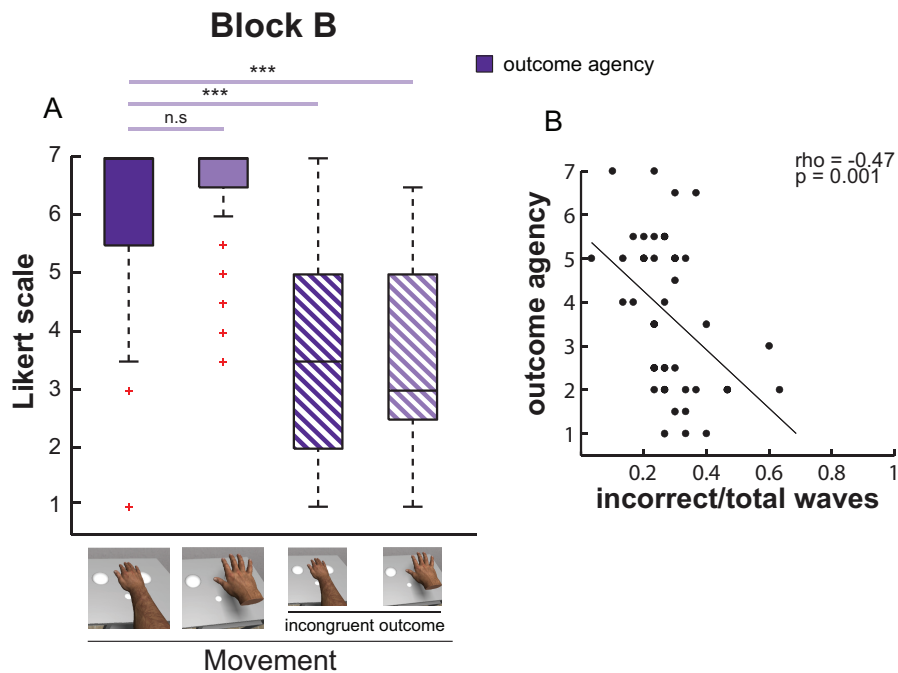 Block B
outcome agency
***
***
n.s
A
7
6
5
4
3
2
1
Likert scale
incongruent outcome
Movement
B
rho = -0.47
p = 0.001
7
6
5
4
3
2
1
outcome agency
0.2 0.4 0.6 0.8 1
incorrect/total waves